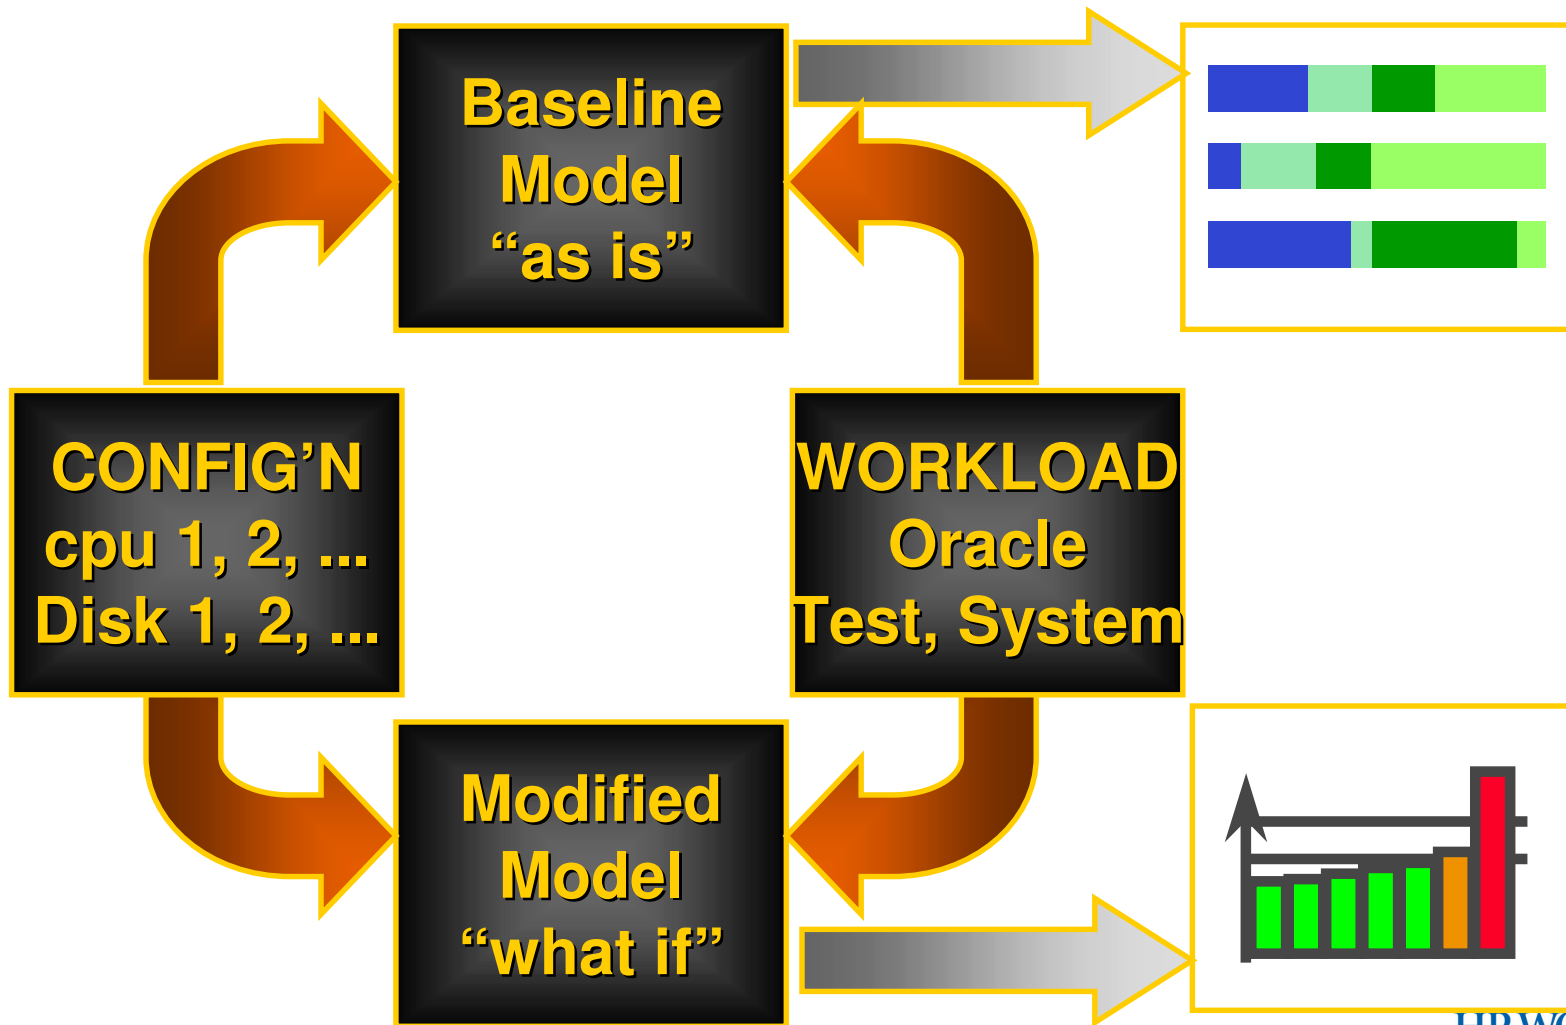 Baseline
Model
“as is”
CONFIG’N
cpu 1, 2, ...
Disk 1, 2, ...
WORKLOAD
Oracle
Test, System
Modified
Model
“what if”